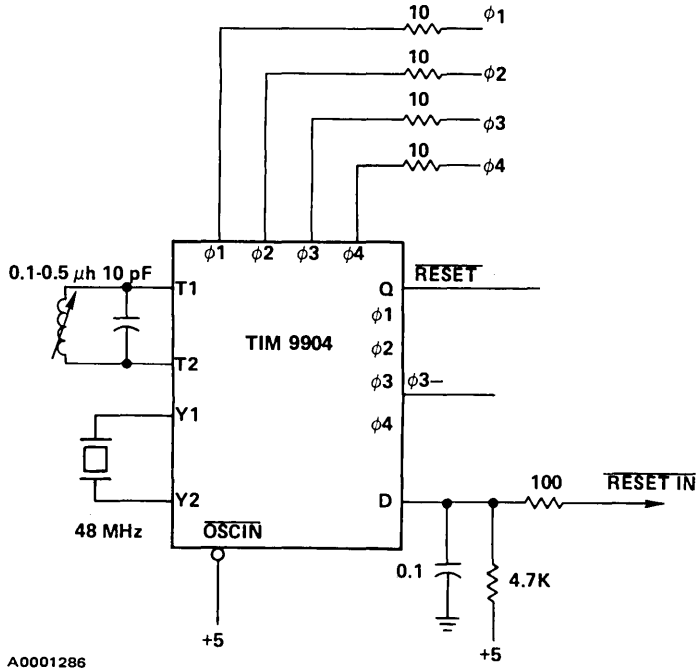 10
ϕ1
10
ϕ2
10
ϕ3
10
ϕ4
ϕ1 ϕ2 ϕ3 ϕ4
0.1-0.5 μh 10 pF
T1
T2
Y1
Y2
48 MHz
TIM 9904
Q
ϕ1
ϕ2
ϕ3
ϕ4
D
RESET
ϕ3–
OSCIN
+5
100
RESET IN
0.1
4.7K
+5
A0001286